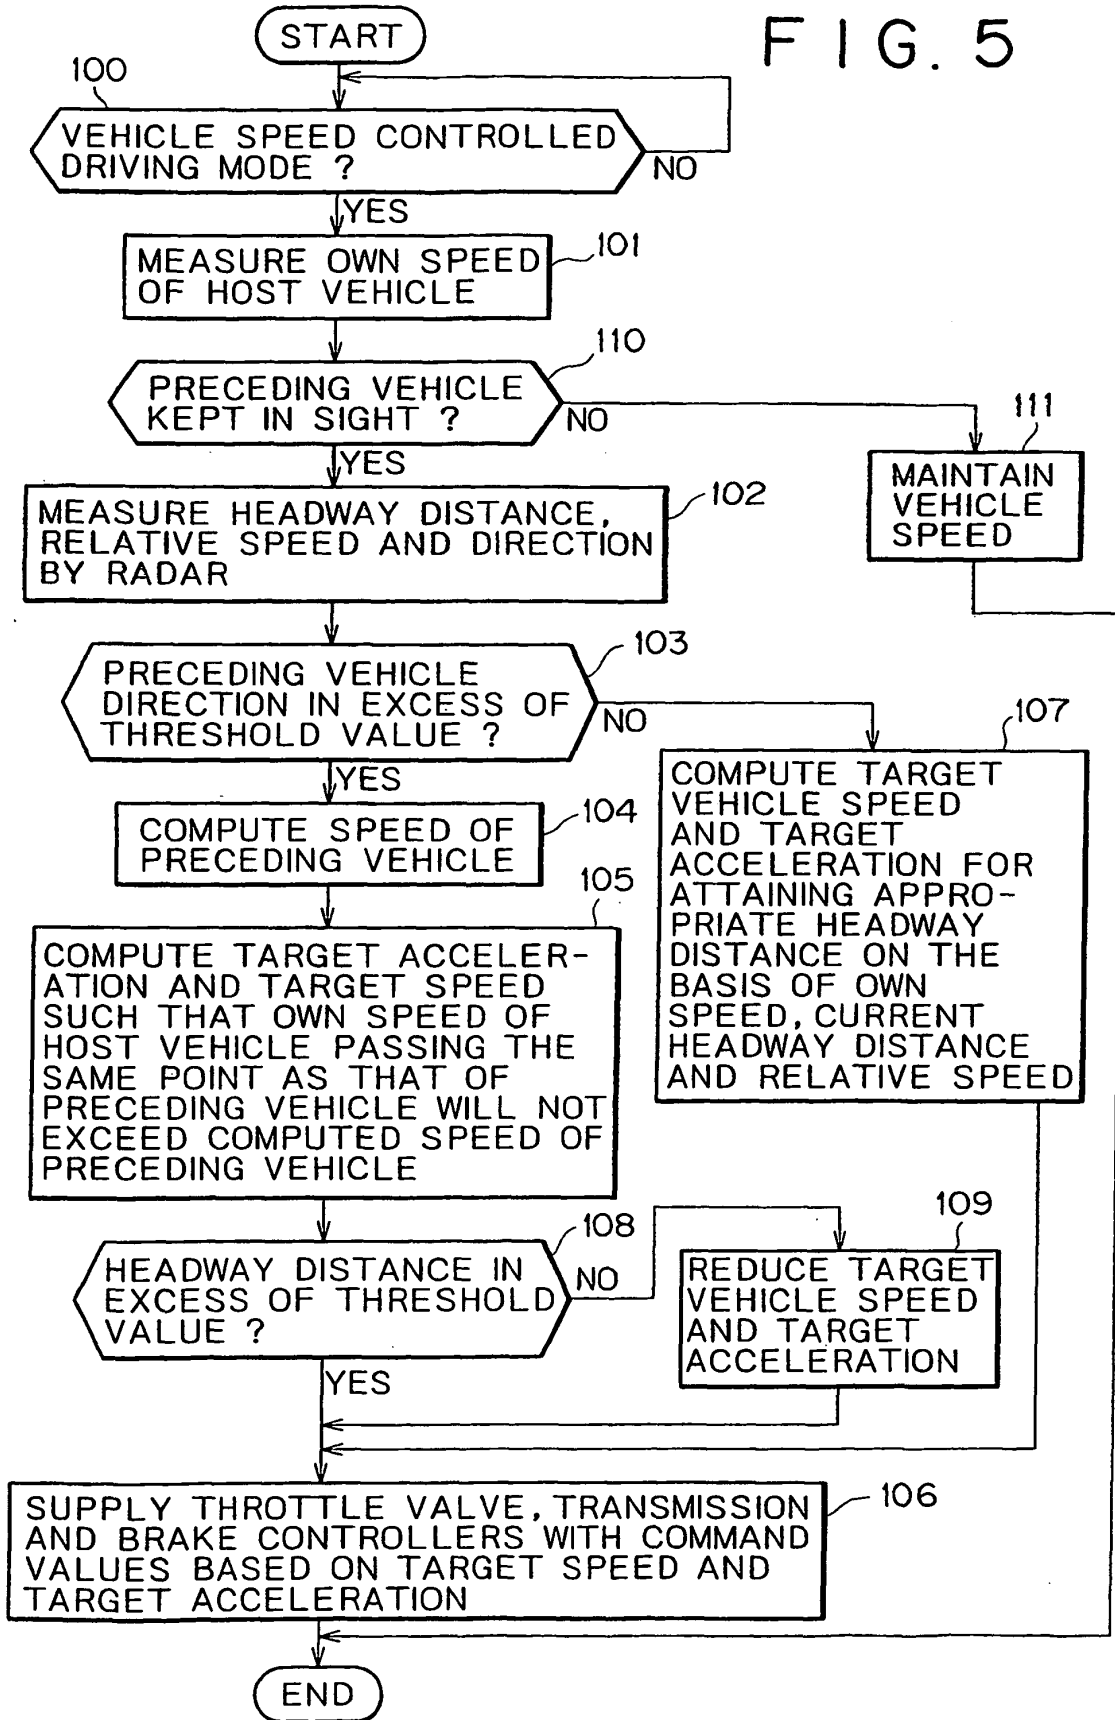 FIG. 5
START
100
VEHICLE SPEED CONTROLLED
DRIVING MODE ?
NO
YES
101
MEASURE OWN SPEED
OF HOST VEHICLE
110
PRECEDING VEHICLE
KEPT IN SIGHT ?
NO
YES
111
MAINTAIN
VEHICLE
SPEED
102
MEASURE HEADWAY DISTANCE,
RELATIVE SPEED AND DIRECTION
BY RADAR
103
PRECEDING VEHICLE
DIRECTION IN EXCESS OF
THRESHOLD VALUE ?
NO
YES
107
COMPUTE TARGET
VEHICLE SPEED
AND TARGET
ACCELERATION FOR
ATTAINING APPRO-
PRIATE HEADWAY
DISTANCE ON THE
BASIS OF OWN
SPEED, CURRENT
HEADWAY DISTANCE
AND RELATIVE SPEED
104
COMPUTE SPEED OF
PRECEDING VEHICLE
105
COMPUTE TARGET ACCELER-
ATION AND TARGET SPEED
SUCH THAT OWN SPEED OF
HOST VEHICLE PASSING THE
SAME POINT AS THAT OF
PRECEDING VEHICLE WILL NOT
EXCEED COMPUTED SPEED OF
PRECEDING VEHICLE
108
HEADWAY DISTANCE IN
EXCESS OF THRESHOLD
VALUE ?
NO
YES
109
REDUCE TARGET
VEHICLE SPEED
AND TARGET
ACCELERATION
106
SUPPLY THROTTLE VALVE, TRANSMISSION
AND BRAKE CONTROLLERS WITH COMMAND
VALUES BASED ON TARGET SPEED AND
TARGET ACCELERATION
END